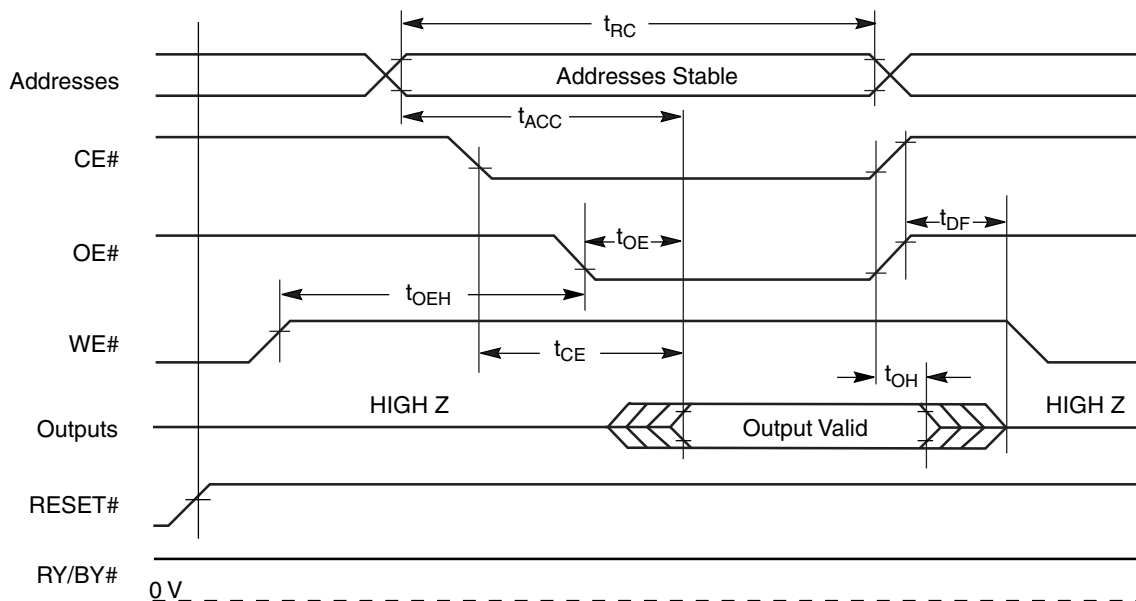 tRC
Addresses
Addresses Stable
tACC
CE#
tDF
OE#
tOE
tOEH
WE#
tCE
tOH
HIGH Z
HIGH Z
Outputs
Output Valid
RESET#
RY/BY#
0 V